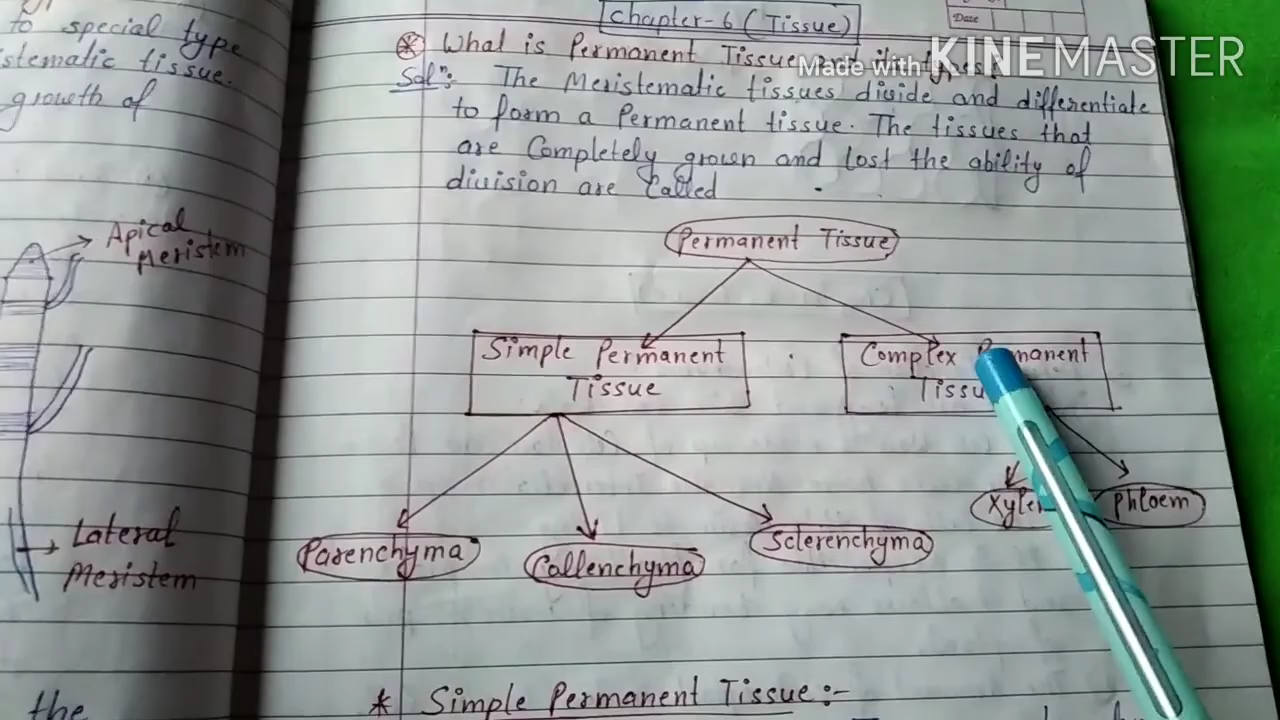 to special type
stematic tissue.
growth of
Apical
Meristem
Lateral
Meristem
the
Chapter-6 (Tissue)
Date
Made with KINEMASTER
What is Permanent Tissue
Solⁿ:- The Meristematic tissues divide and differentiate
to form a Permanent tissue. The tissues that
are Completely grown and lost the ability of
division are Called
Permanent Tissue
Simple Permanent
Tissue
Complex
Parenchyma
Collenchyma
Sclerenchyma
Phloem
* Simple Permanent Tissue:-